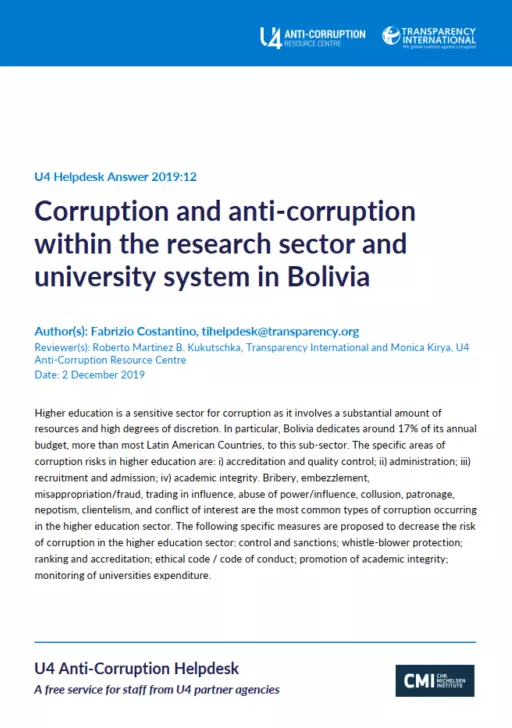 U4 ANTI-CORRUPTION
RESOURCE CENTRE
TRANSPARENCY
INTERNATIONAL
the global coalition against corruption
U4 Helpdesk Answer 2019:12
Corruption and anti-corruption
within the research sector and
university system in Bolivia
Author(s): Fabrizio Costantino, tihelpdesk@transparency.org
Reviewer(s): Roberto Martinez B. Kukutschka, Transparency International and Monica Kirya, U4
Anti-Corruption Resource Centre
Date: 2 December 2019
Higher education is a sensitive sector for corruption as it involves a substantial amount of
resources and high degrees of discretion. In particular, Bolivia dedicates around 17% of its annual
budget, more than most Latin American Countries, to this sub-sector. The specific areas of
corruption risks in higher education are: i) accreditation and quality control; ii) administration; iii)
recruitment and admission; iv) academic integrity. Bribery, embezzlement,
misappropriation/fraud, trading in influence, abuse of power/influence, collusion, patronage,
nepotism, clientelism, and conflict of interest are the most common types of corruption occurring
in the higher education sector. The following specific measures are proposed to decrease the risk
of corruption in the higher education sector: control and sanctions; whistle-blower protection;
ranking and accreditation; ethical code / code of conduct; promotion of academic integrity;
monitoring of universities expenditure.
U4 Anti-Corruption Helpdesk
A free service for staff from U4 partner agencies
CMI CHR.
MICHELSEN
INSTITUTE